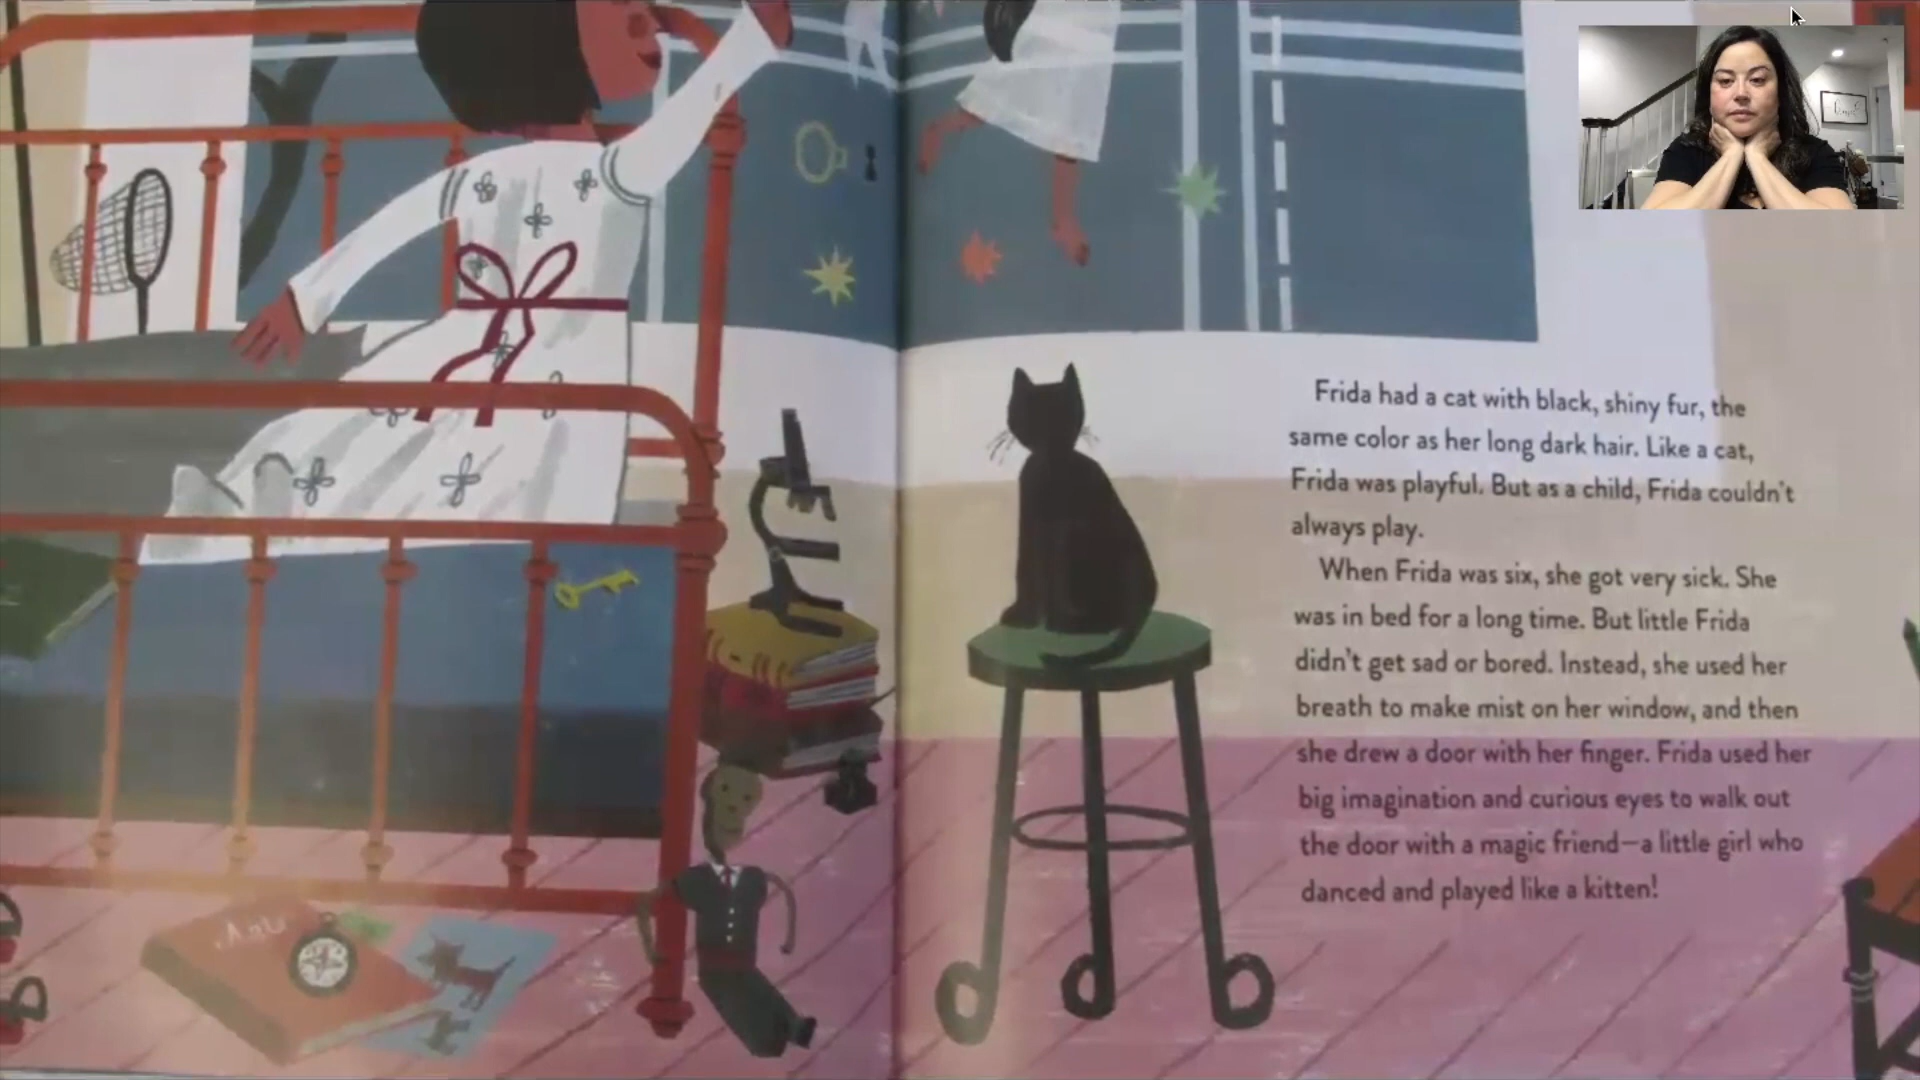 Frida had a cat with black, shiny fur, the
same color as her long dark hair. Like a cat,
Frida was playful. But as a child, Frida couldn't
always play.
When Frida was six, she got very sick. She
was in bed for a long time. But little Frida
didn't get sad or bored. Instead, she used her
breath to make mist on her window, and then
she drew a door with her finger. Frida used her
big imagination and curious eyes to walk out
the door with a magic friend—a little girl who
danced and played like a kitten!